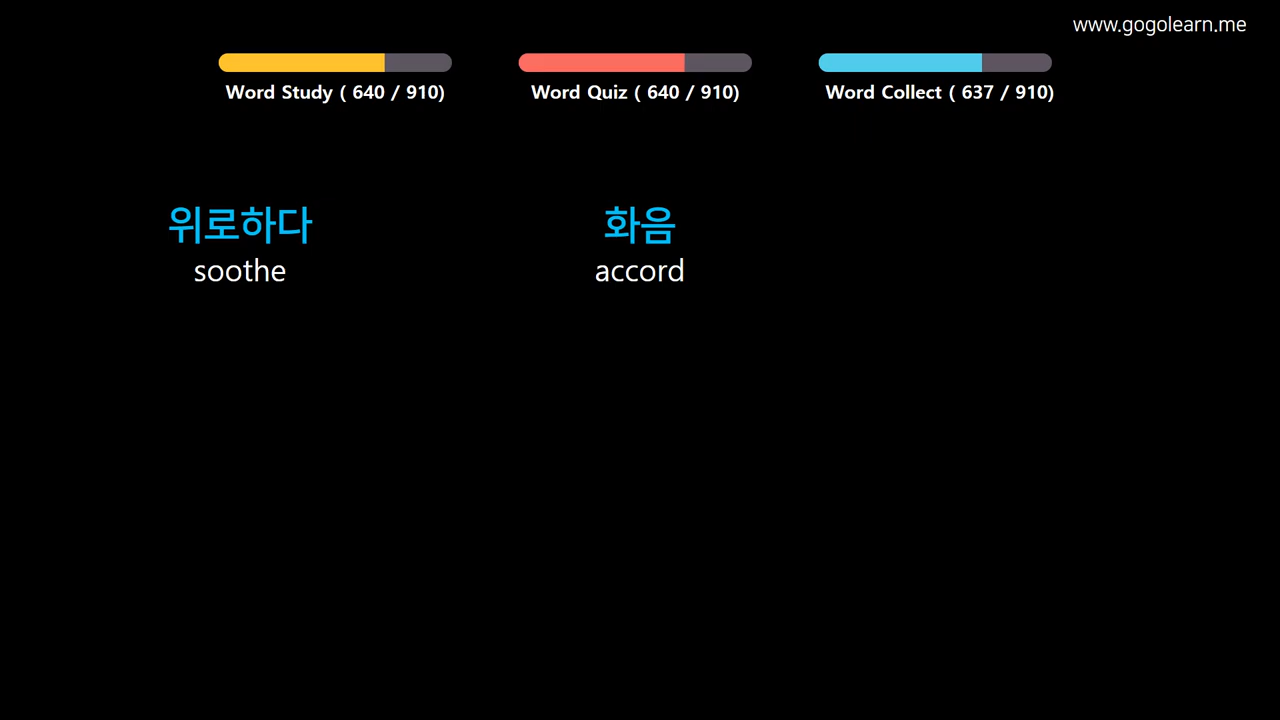 www.gogolearn.me
Word Study ( 640 / 910)
Word Quiz ( 640 / 910)
Word Collect ( 637 / 910)
위로하다
soothe
화음
accord